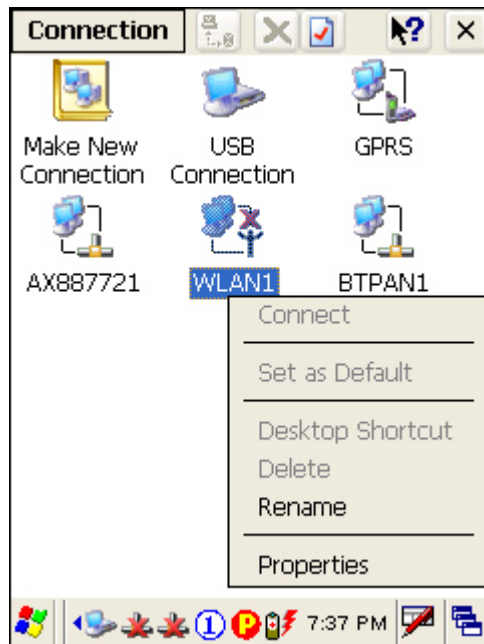 Connection
?
×
Make New
Connection
USB
Connection
GPRS
AX887721
WLAN1
BTPAN1
Connect
Set as Default
Desktop Shortcut
Delete
Rename
Properties
1
P
7:37 PM